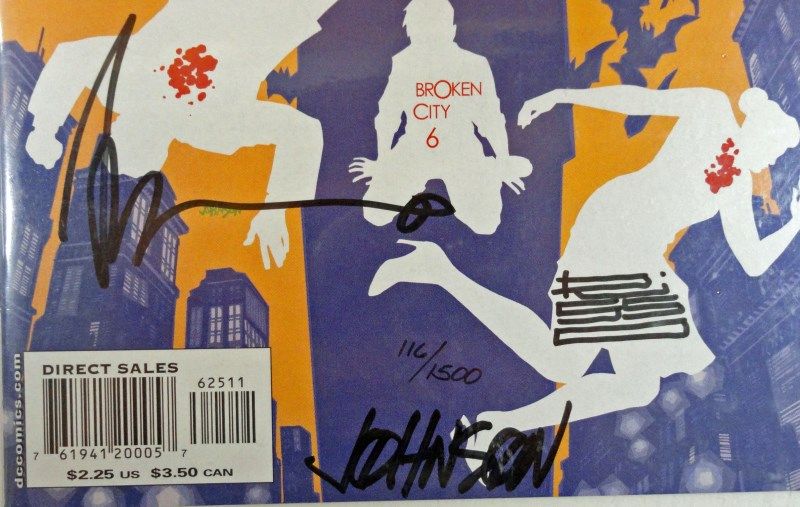 BROKEN
CITY
6
JOHNSON
116/1500
JOHNSON
dccomics.com
DIRECT SALES
62511
7 61941 20005 7
$2.25 US $3.50 CAN